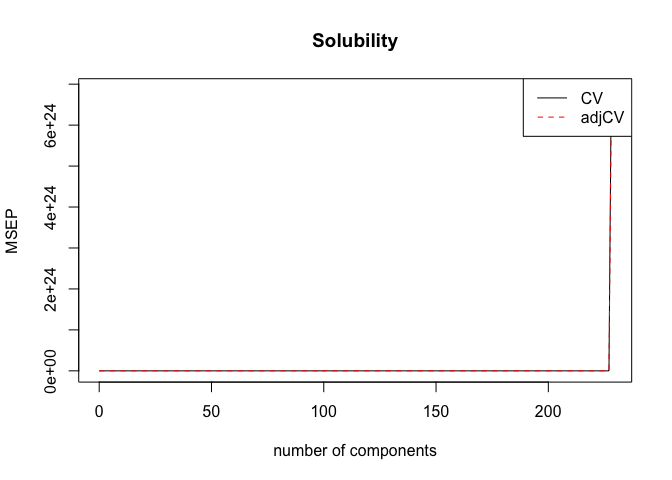 Solubility
CV
adjCV
6e+24
4e+24
2e+24
0e+00
MSEP
0 50 100 150 200
number of components